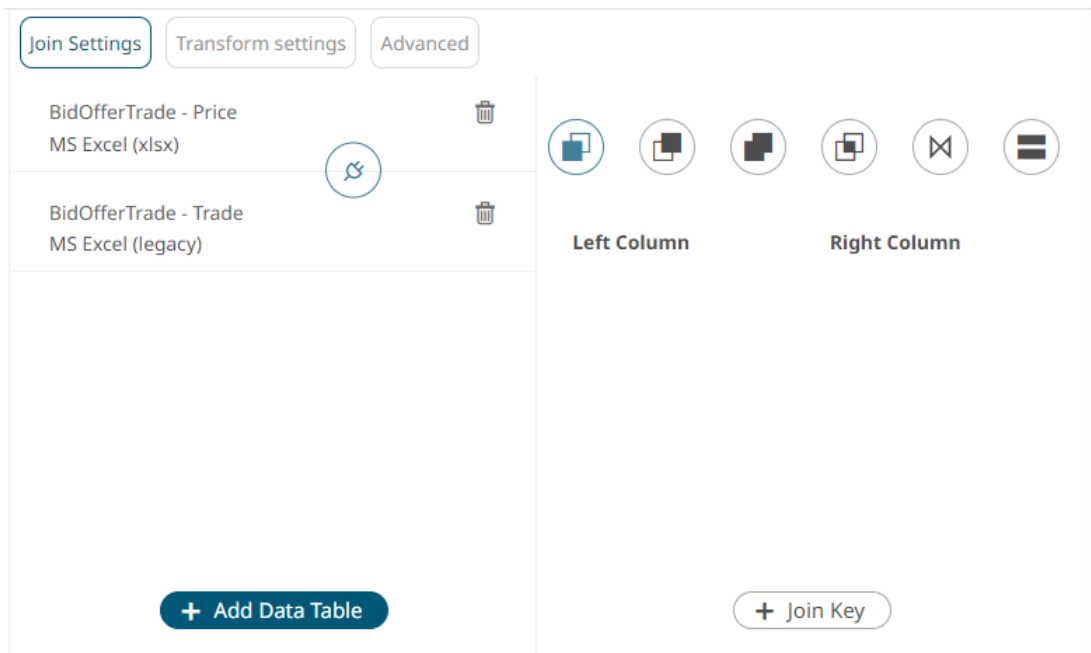 Join Settings
Transform settings
Advanced
BidOfferTrade - Price
MS Excel (xlsx)
BidOfferTrade - Trade
MS Excel (legacy)
Left Column
Right Column
+ Add Data Table
+ Join Key